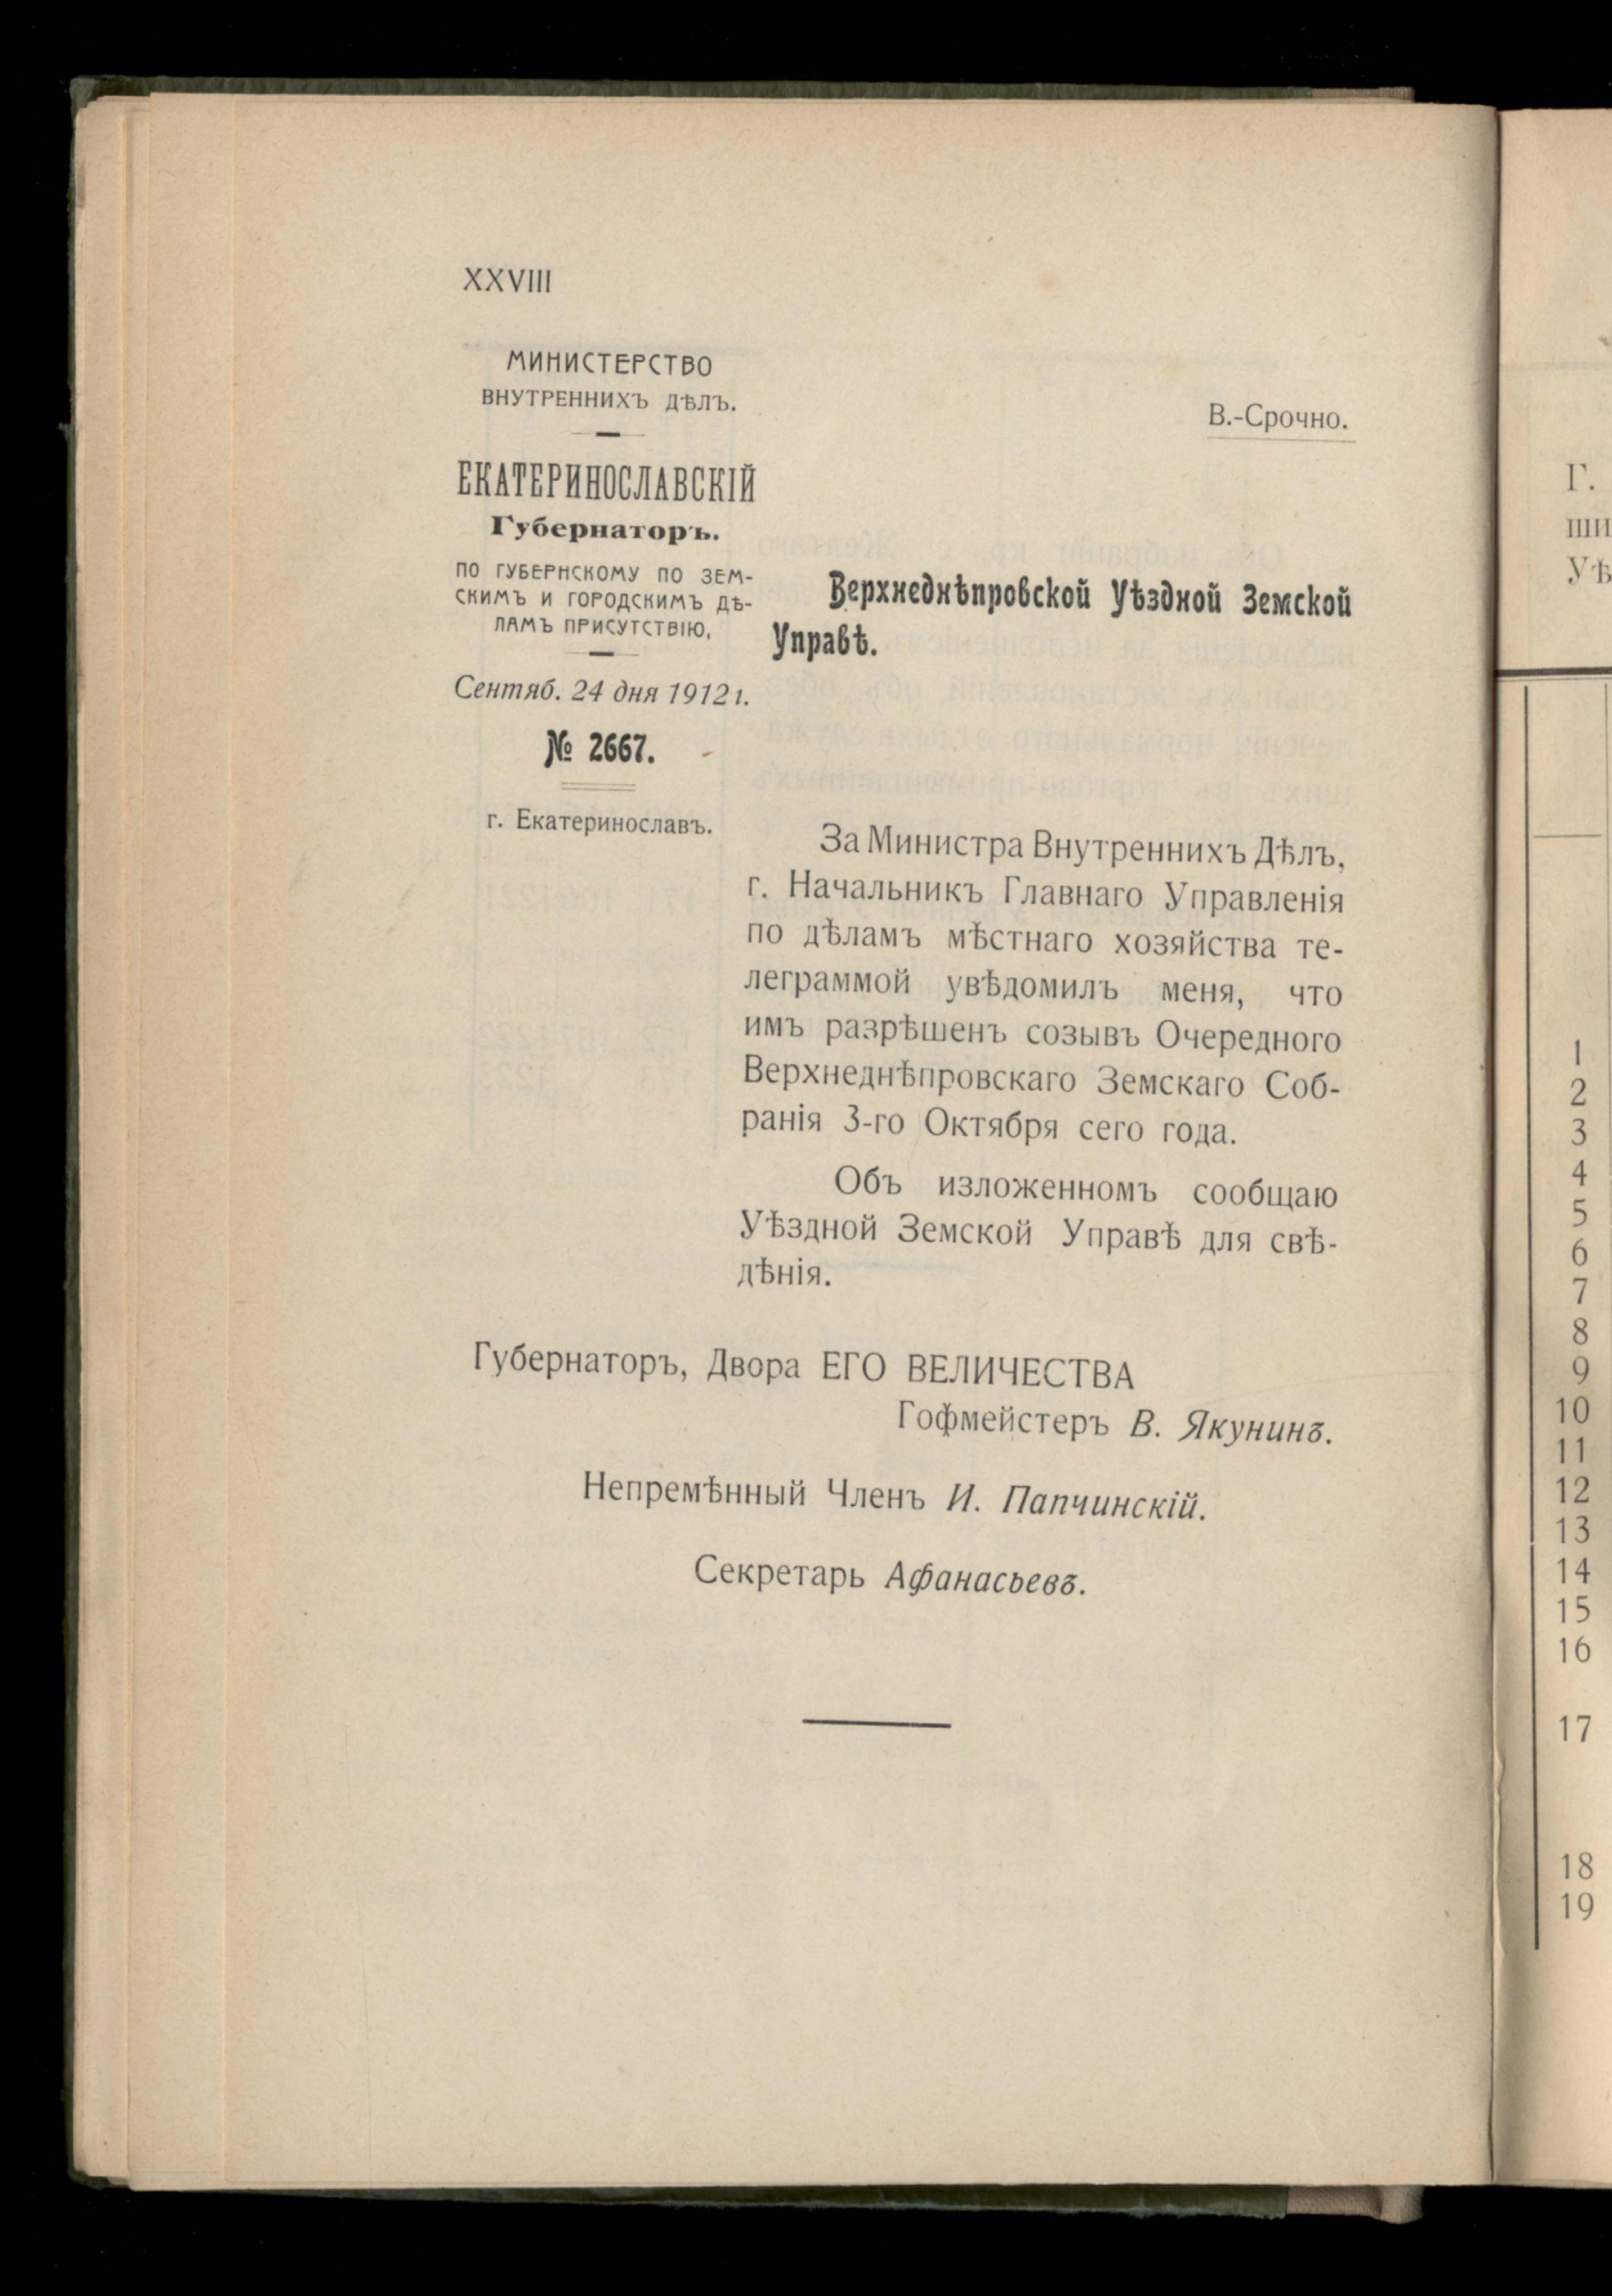 XXVIII
МИНИСТЕРСТВО
ВНУТРЕННИХЪ ДѢЛЪ.
ЕКАТЕРИНОСЛАВСКІЙ
Губернаторъ.
ПО ГУБЕРНСКОМУ ПО ЗЕМ-
СКИМЪ И ГОРОДСКИМЪ ДѢ-
ЛАМЪ ПРИСУТСТВІЮ,
Сентяб. 24 дня 1912 г.
№ 2667.
г. Екатеринославъ.
В.-Срочно.
Верхнеднѣпровской Уѣздной Земской
Управѣ.
За Министра Внутреннихъ Дѣлъ,
г. Начальникъ Главнаго Управленія
по дѣламъ мѣстнаго хозяйства те-
леграммой увѣдомилъ меня, что
имъ разрѣшенъ созывъ Очередного
Верхнеднѣпровскаго Земскаго Соб-
ранія 3-го Октября сего года.
Объ изложенномъ сообщаю
Уѣздной Земской Управѣ для свѣ-
дѣнія.
Губернаторъ, Двора ЕГО ВЕЛИЧЕСТВА
Гофмейстеръ В. Якунинъ.
Непремѣнный Членъ И. Папчинскій.
Секретарь Афанасьевъ.
Г.
ши
Уѣ
1
2
3
4
5
6
7
8
9
10
11
12
13
14
15
16
17
18
19